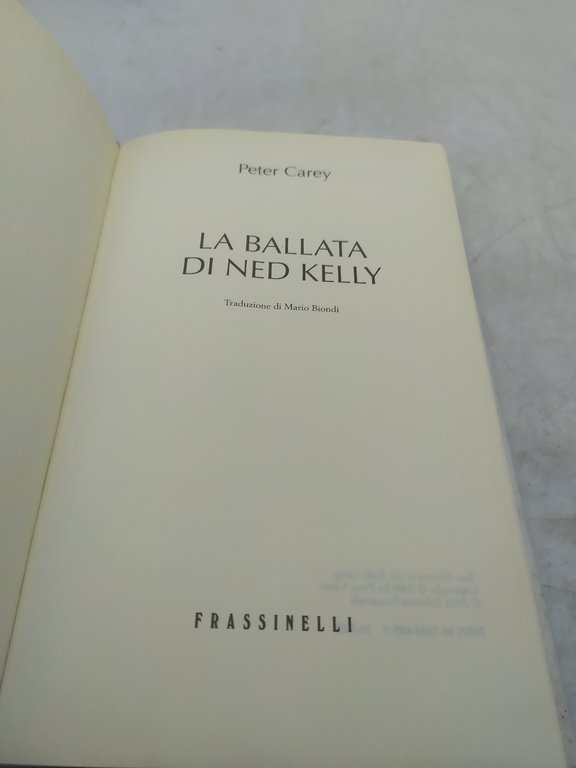 Peter Carey
LA BALLATA
DI NED KELLY
Traduzione di Mario Biondi
FRASSINELLI